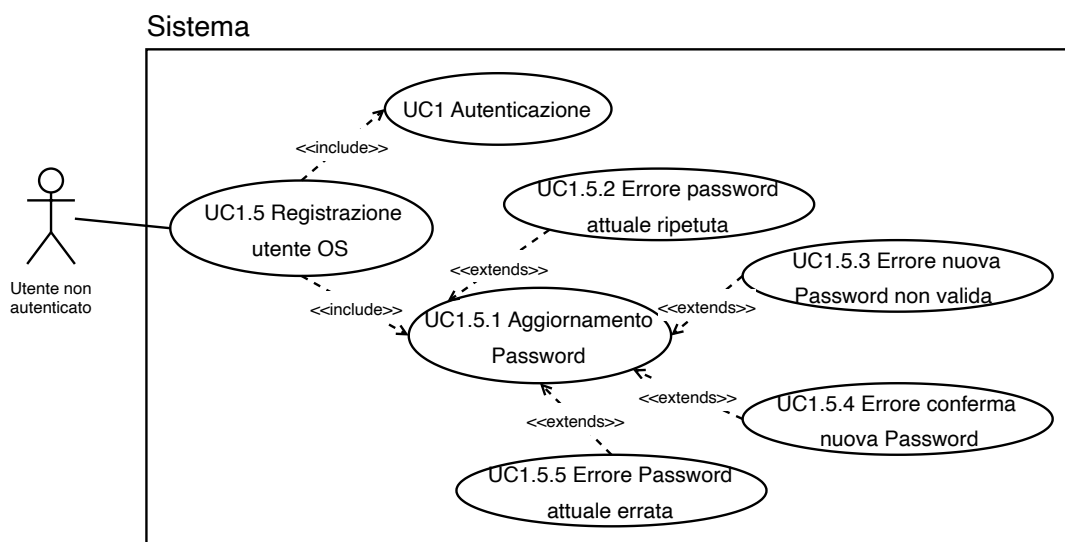 Sistema
UC1 Autenticazione
<<include>>
UC1.5.2 Errore password
attuale ripetuta
UC1.5 Registrazione
utente OS
Utente non
autenticato
<<extends>>
UC1.5.3 Errore nuova
Password non valida
<<include>>
<<extends>>
UC1.5.1 Aggiornamento
Password
<<extends>>
UC1.5.4 Errore conferma
nuova Password
<<extends>>
UC1.5.5 Errore Password
attuale errata